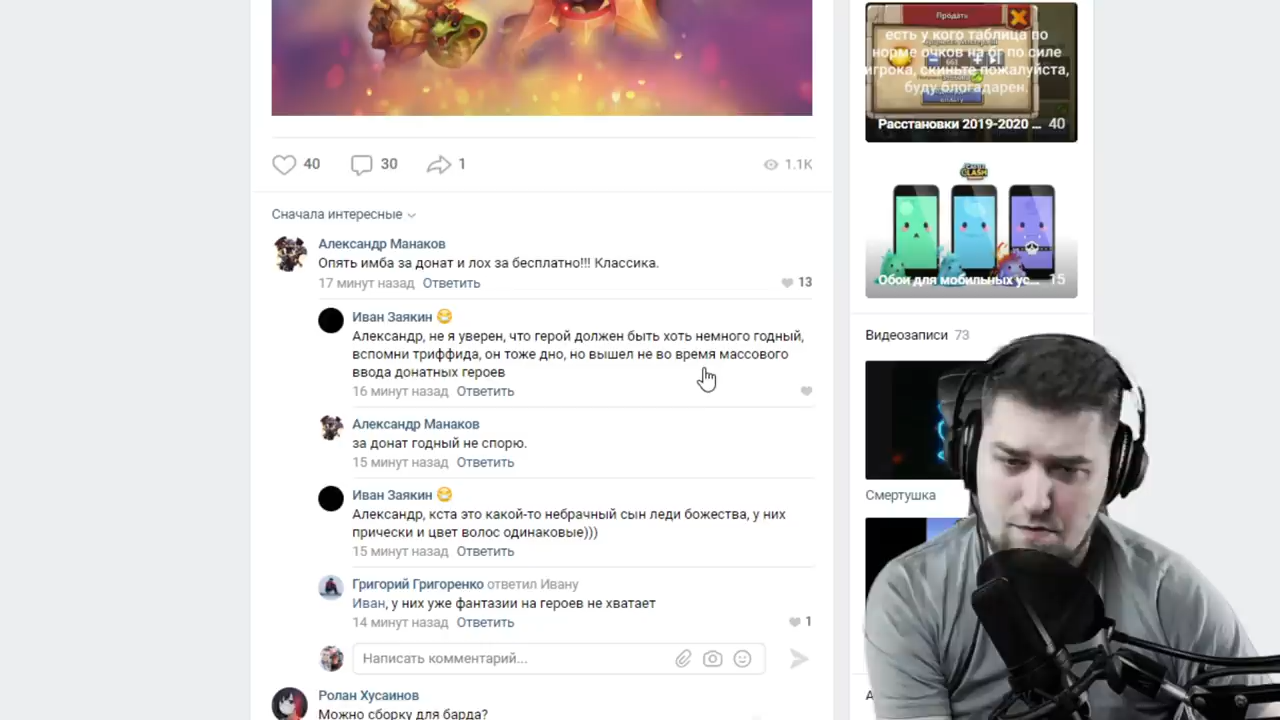 Продать
есть у кого таблица по
норме очков на ог по силе
игрока, скиньте пожалуйста,
буду блогадарен.
Расстановки 2019-2020 ... 40
40 30 1 1.1K
CASTLE CLASH
Обои для мобильных ус... 15
Сначала интересные
Александр Манаков
Опять имба за донат и лох за бесплатно!!! Классика.
17 минут назад Ответить 13
Иван Заякин
Александр, не я уверен, что герой должен быть хоть немного годный,
вспомни триффида, он тоже дно, но вышел не во время массового
ввода донатных героев
16 минут назад Ответить
Видеозаписи 73
Александр Манаков
за донат годный не спорю.
15 минут назад Ответить
Смертушка
Иван Заякин
Александр, кста это какой-то небрачный сын леди божества, у них
прически и цвет волос одинаковые)))
15 минут назад Ответить
Григорий Григоренко ответил Ивану
Иван, у них уже фантазии на героев не хватает
14 минут назад Ответить 1
Написать комментарий...
Ролан Хусаинов
Можно сборку для барда?